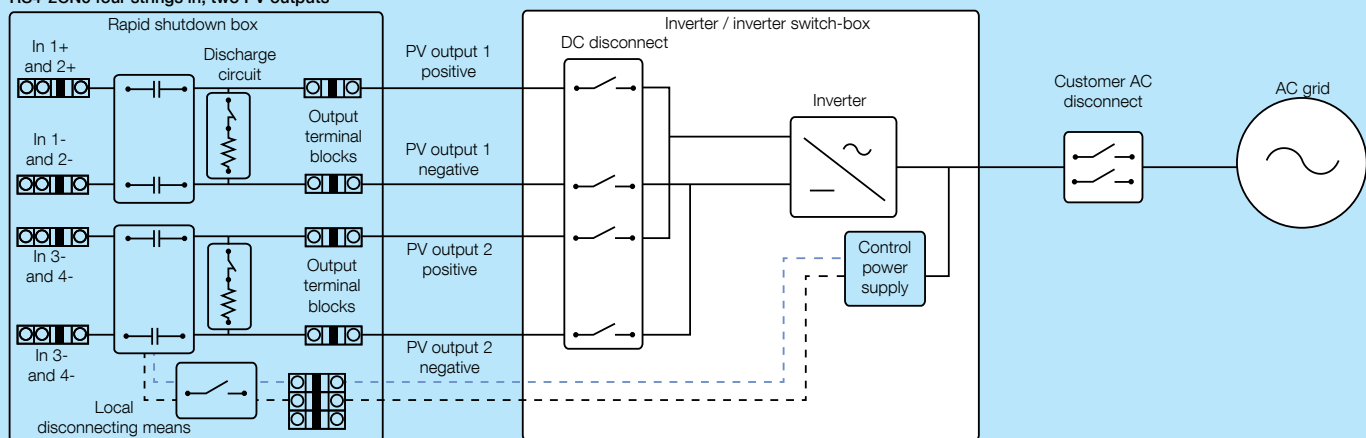 Rapid shutdown box
Inverter / inverter switch-box
In 1+
and 2+
Discharge
circuit
PV output 1
positive
DC disconnect
Inverter
Customer AC
disconnect
AC grid
In 1-
and 2-
Output
terminal
blocks
PV output 1
negative
In 3-
and 4-
Output
terminal
blocks
PV output 2
positive
Control
power
supply
In 3-
and 4-
PV output 2
negative
Local
disconnecting means